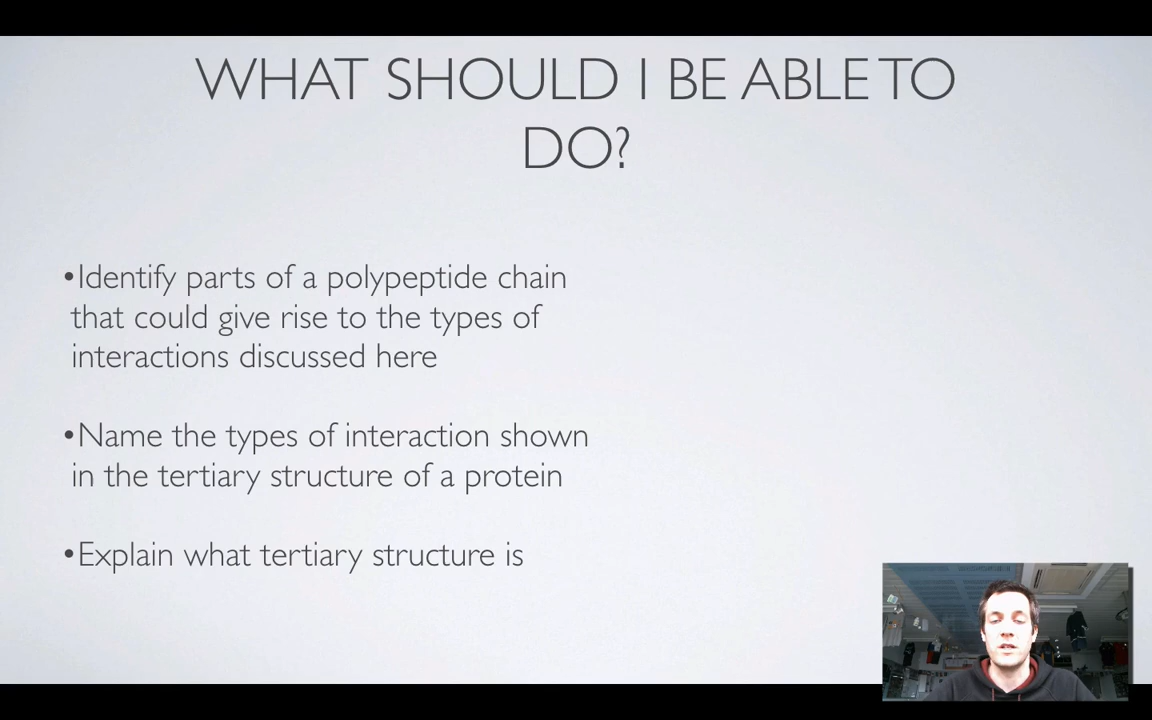 WHAT SHOULD I BE ABLE TO
DO?
•Identify parts of a polypeptide chain
that could give rise to the types of
interactions discussed here
•Name the types of interaction shown
in the tertiary structure of a protein
•Explain what tertiary structure is